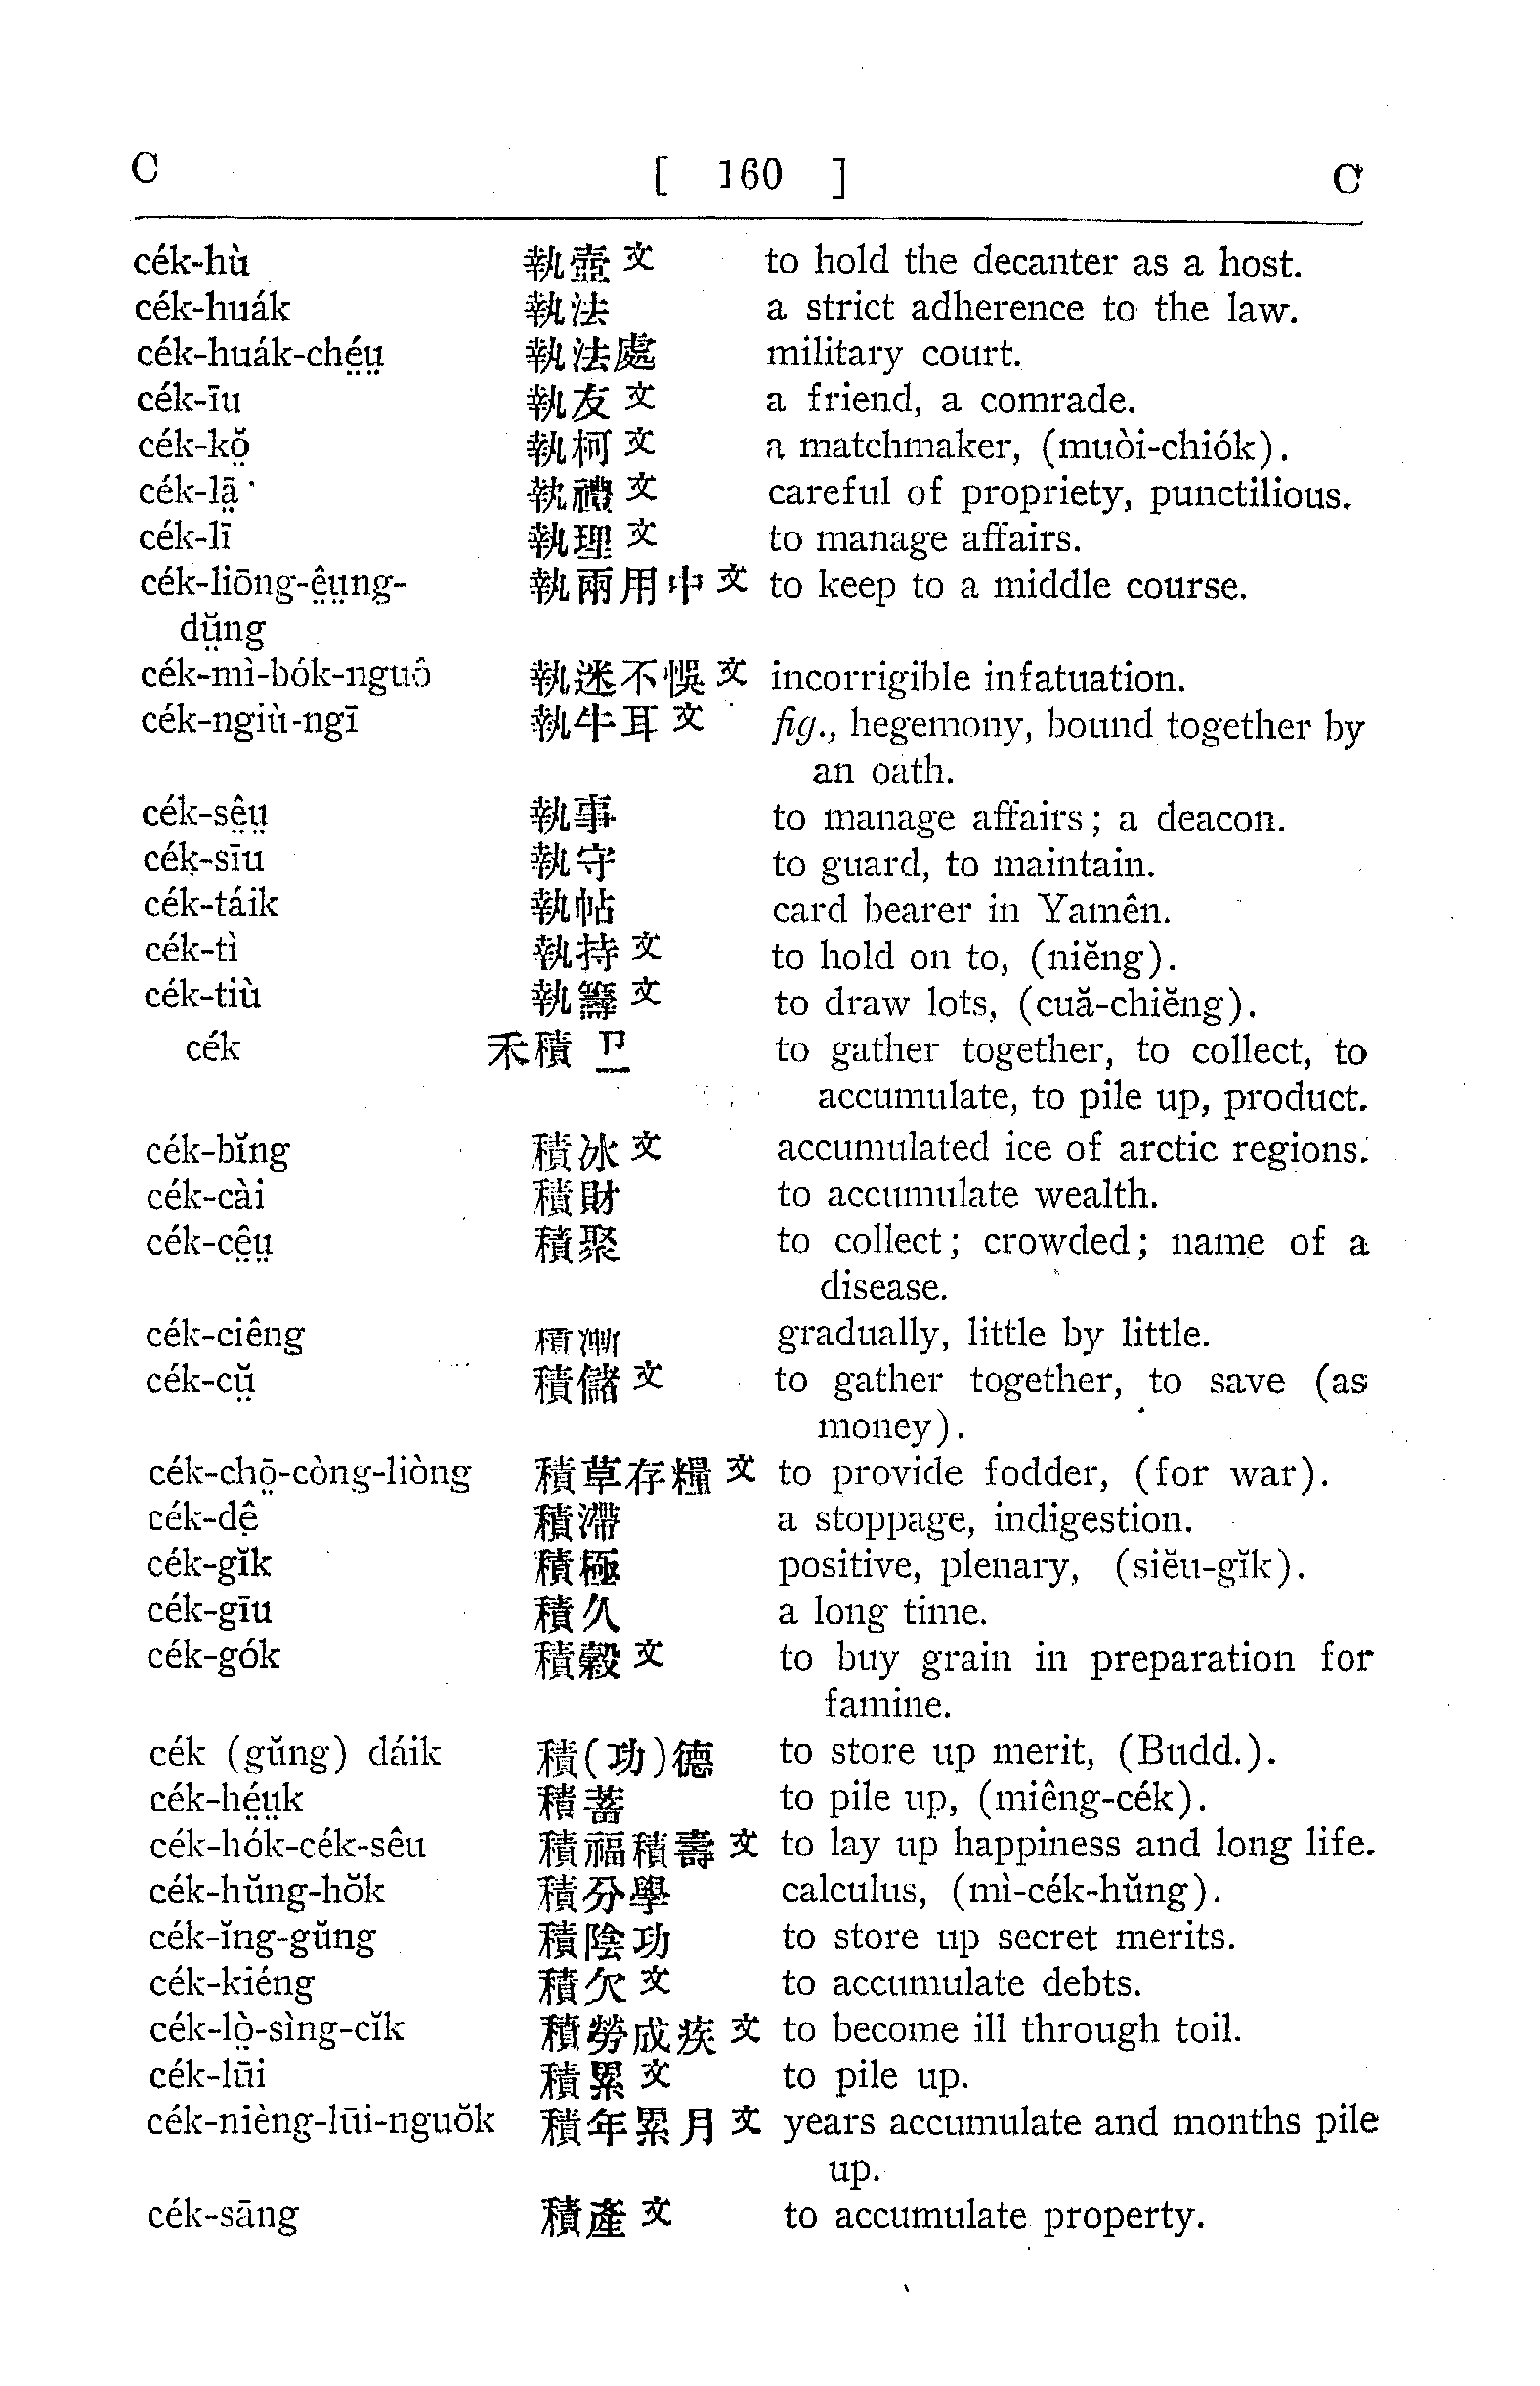 C [ 160 ] C
cék-hù 執壺文 to hold the decanter as a host.
cék-huák 執法 a strict adherence to the law.
cék-huák-ché̤ṳ 執法處 military court.
cék-īu 執友文 a friend, a comrade.
cék-kŏ̤ 執柯文 a matchmaker, (muòi-chiók).
cék-lā̤ 執禮文 careful of propriety, punctilious.
cék-lī 執理文 to manage affairs.
cék-liōng-ê̤ṳng- 執兩用中文 to keep to a middle course.
dṳ̆ng
cék-mì-bók-nguô 執迷不悞文 incorrigible infatuation.
cék-ngiù-ngī 執牛耳文 fig., hegemony, bound together by
an oath.
cék-sê̤ṳ 執事 to manage affairs; a deacon.
cék-sīu 執守 to guard, to maintain.
cék-táik 執帖 card bearer in Yamên.
cék-tì 執持文 to hold on to, (niĕng).
cék-tiù 執籌文 to draw lots, (cuă-chiĕng).
cék 禾積 to gather together, to collect, to
accumulate, to pile up, product.
cék-bĭng 積冰文 accumulated ice of arctic regions.
cék-cài 積財 to accumulate wealth.
cék-cê̤ṳ 積聚 to collect; crowded; name of a
disease.
cék-ciêng 積漸 gradually, little by little.
cék-cṳ̆ 積儲文 to gather together, to save (as
money).
cék-chō̤-còng-liòng 積草存糧文 to provide fodder, (for war).
cék-dê̤ 積滯 a stoppage, indigestion.
cék-gĭk 積極 positive, plenary, (siĕu-gĭk).
cék-gīu 積久 a long time.
cék-gók 積穀文 to buy grain in preparation for
famine.
cék (gŭng) dáik 積(功)德 to store up merit, (Budd.).
cék-hé̤ṳk 積蓄 to pile up, (miêng-cék).
cék-hók-cék-sêu 積福積壽文 to lay up happiness and long life.
cék-hŭng-hŏk 積分學 calculus, (mì-cék-hŭng).
cék-ĭng-gŭng 積陰功 to store up secret merits.
cék-kiéng 積欠文 to accumulate debts.
cék-lò̤-sìng-cĭk 積勞成疾文 to become ill through toil.
cék-lūi 積累文 to pile up.
cék-nièng-lūi-nguŏk 積年累月文 years accumulate and months pile
up.
cék-sāng 積產文 to accumulate property.